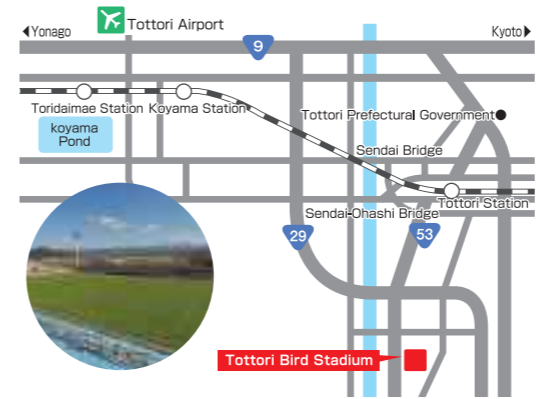 Tottori Airport
Yonago
Kyoto
9
Toridaimae Station
Koyama Station
Tottori Prefectural Government
koyama
Pond
Sendai Bridge
Tottori Station
Sendai-Ohashi Bridge
29
53
Tottori Bird Stadium